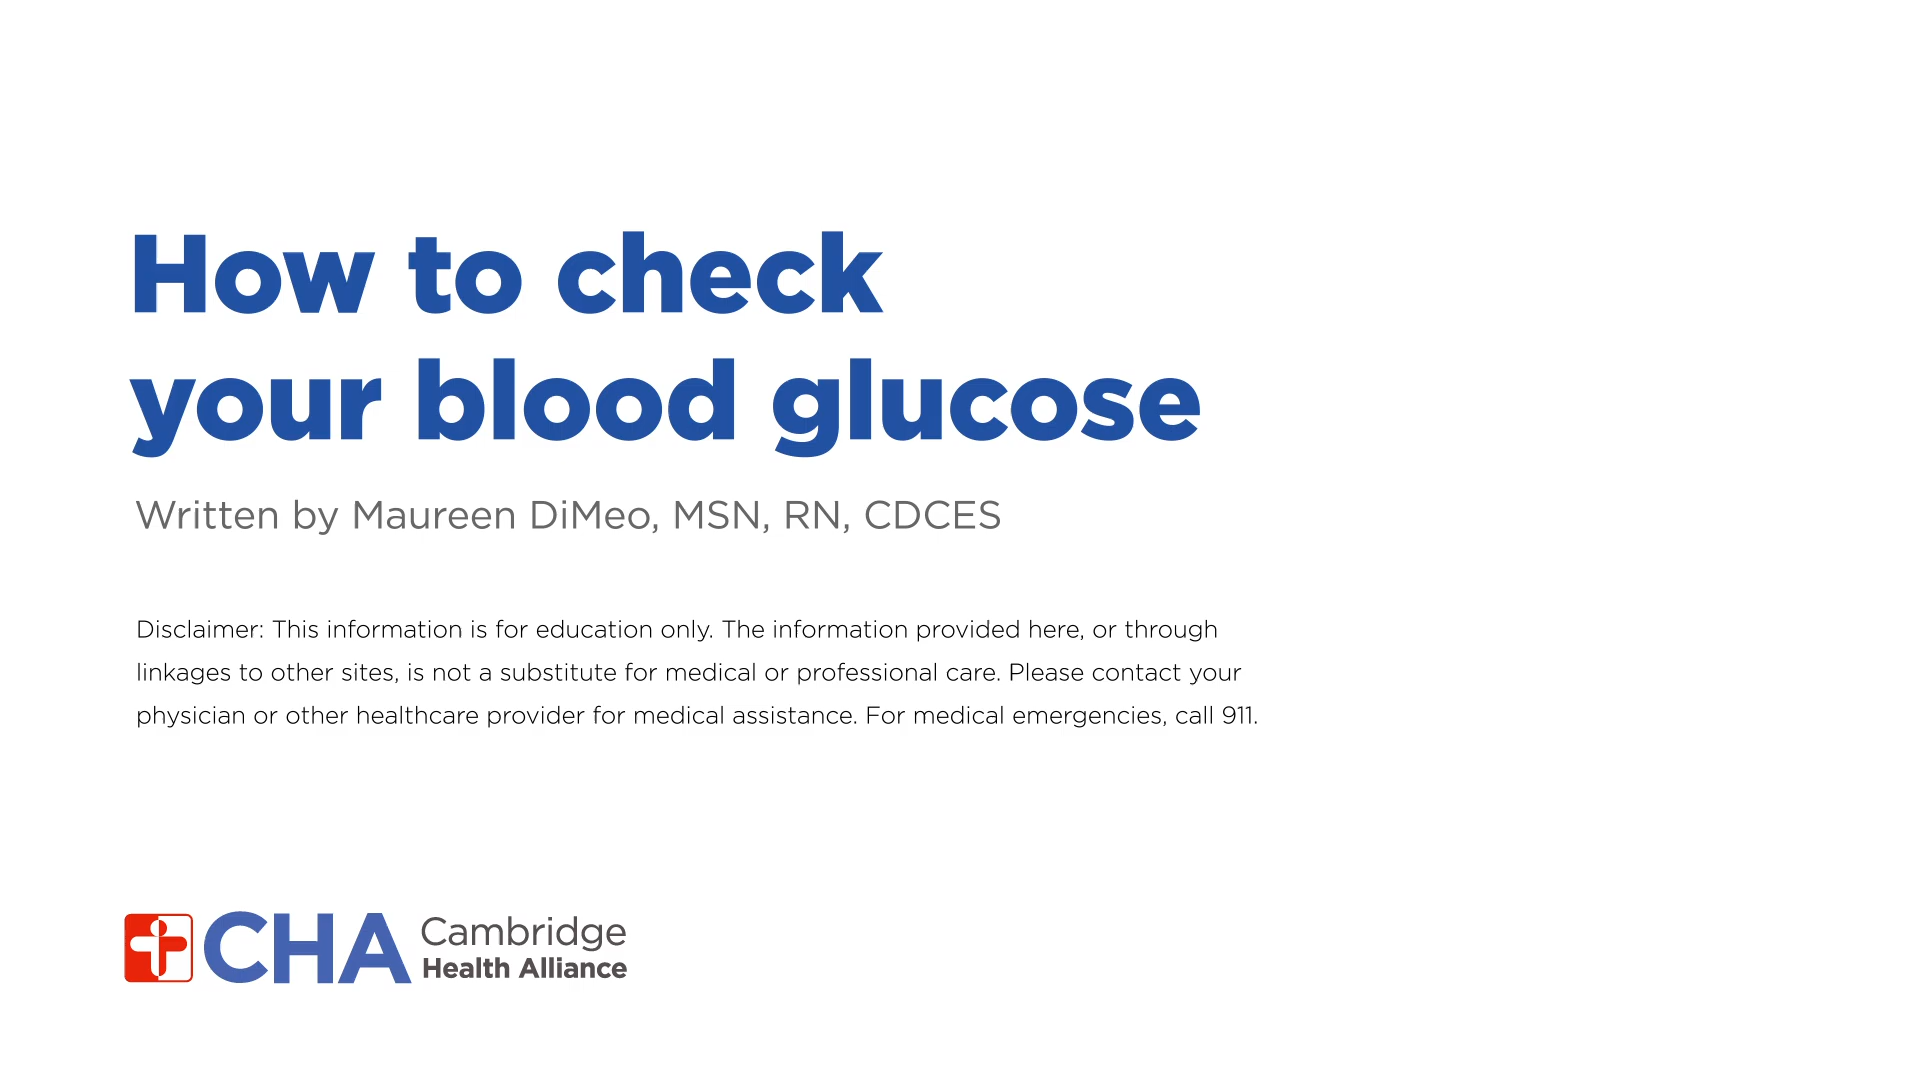 How to check
your blood glucose
Written by Maureen DiMeo, MSN, RN, CDCES
Disclaimer: This information is for education only. The information provided here, or through
linkages to other sites, is not a substitute for medical or professional care. Please contact your
physician or other healthcare provider for medical assistance. For medical emergencies, call 911.
CHA Cambridge
Health Alliance